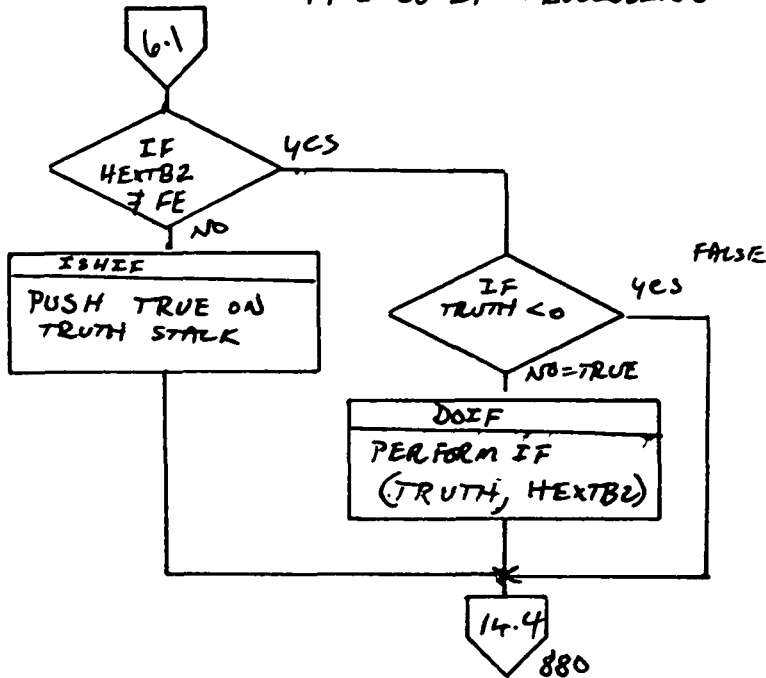 6.1
IF
HEXTB2
≠ FE
YES
NO
ISHIF
PUSH TRUE ON
TRUTH STACK
IF
TRUTH <0
YES
FALSE
NO=TRUE
DOIF
PERFORM IF
(TRUTH, HEXTB2)
14.4
880